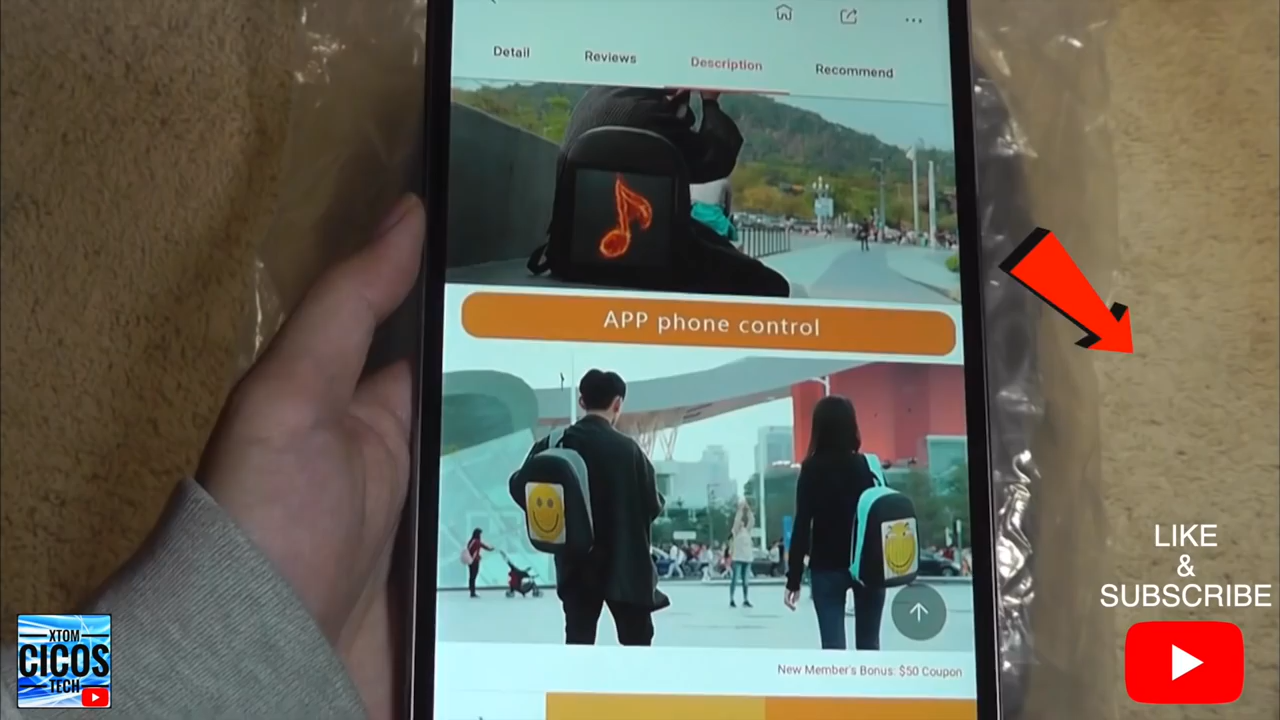 Detail
Reviews
Description
Recommend
APP phone control
New Member's Bonus: $50 Coupon
LIKE
&
SUBSCRIBE
XTOM
CICOS
TECH